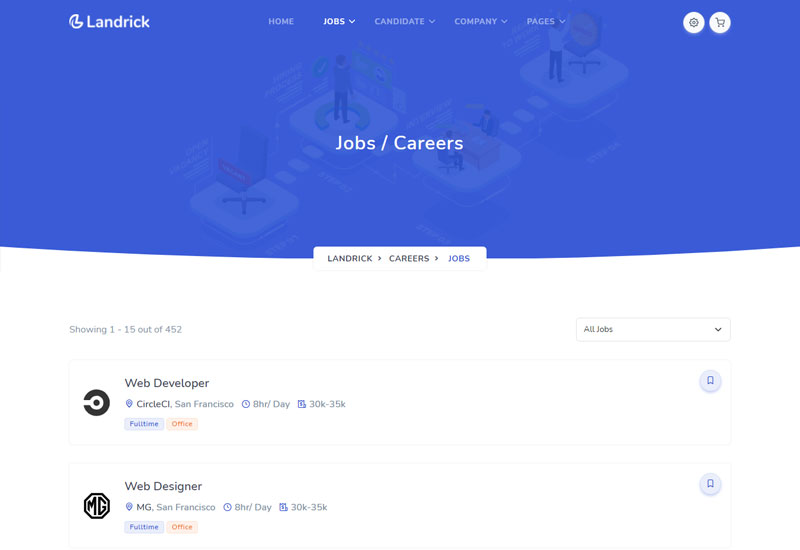 Landrick
HOME JOBS CANDIDATE COMPANY PAGES
Jobs / Careers
LANDRICK > CAREERS > JOBS
Showing 1 - 15 out of 452
All Jobs
Web Developer
CircleCI, San Francisco 8hr/ Day 30k-35k
Fulltime Office
Web Designer
MG
MG, San Francisco 8hr/ Day 30k-35k
Fulltime Office